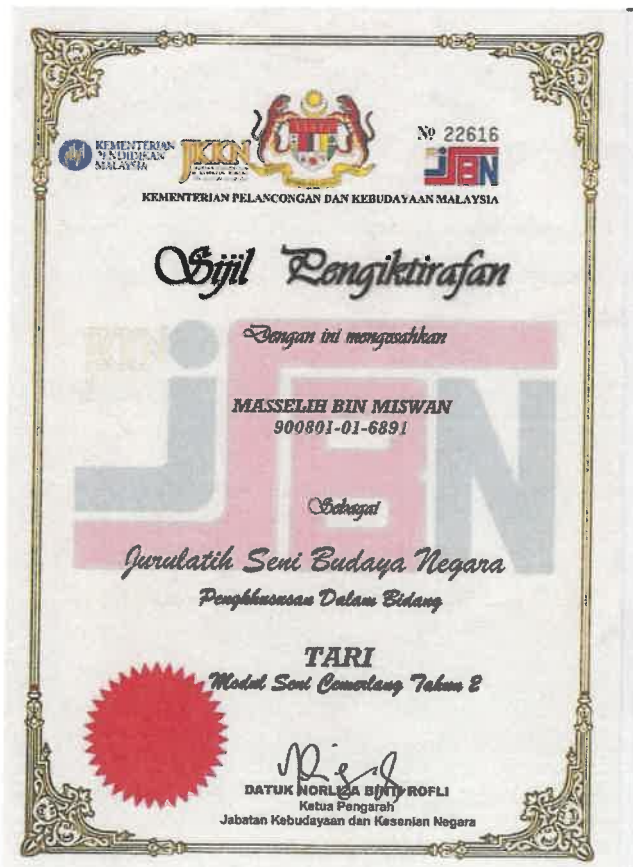 Nº 22616
KEMENTERIAN
PENDIDIKAN
MALAYSIA
JKKN
JSBN
KEMENTERIAN PELANCONGAN DAN KEBUDAYAAN MALAYSIA
Sijil Pengiktirafan
Dengan ini mengesahkan
MASSELIH BIN MISWAN
900801-01-6891
Sebagai
Jurulatih Seni Budaya Negara
Pengkhususan Dalam Bidang
TARI
Modul Seni Cemerlang Tahun 2
DATUK NORLIZA BINTI ROFLI
Ketua Pengarah
Jabatan Kebudayaan dan Kesenian Negara